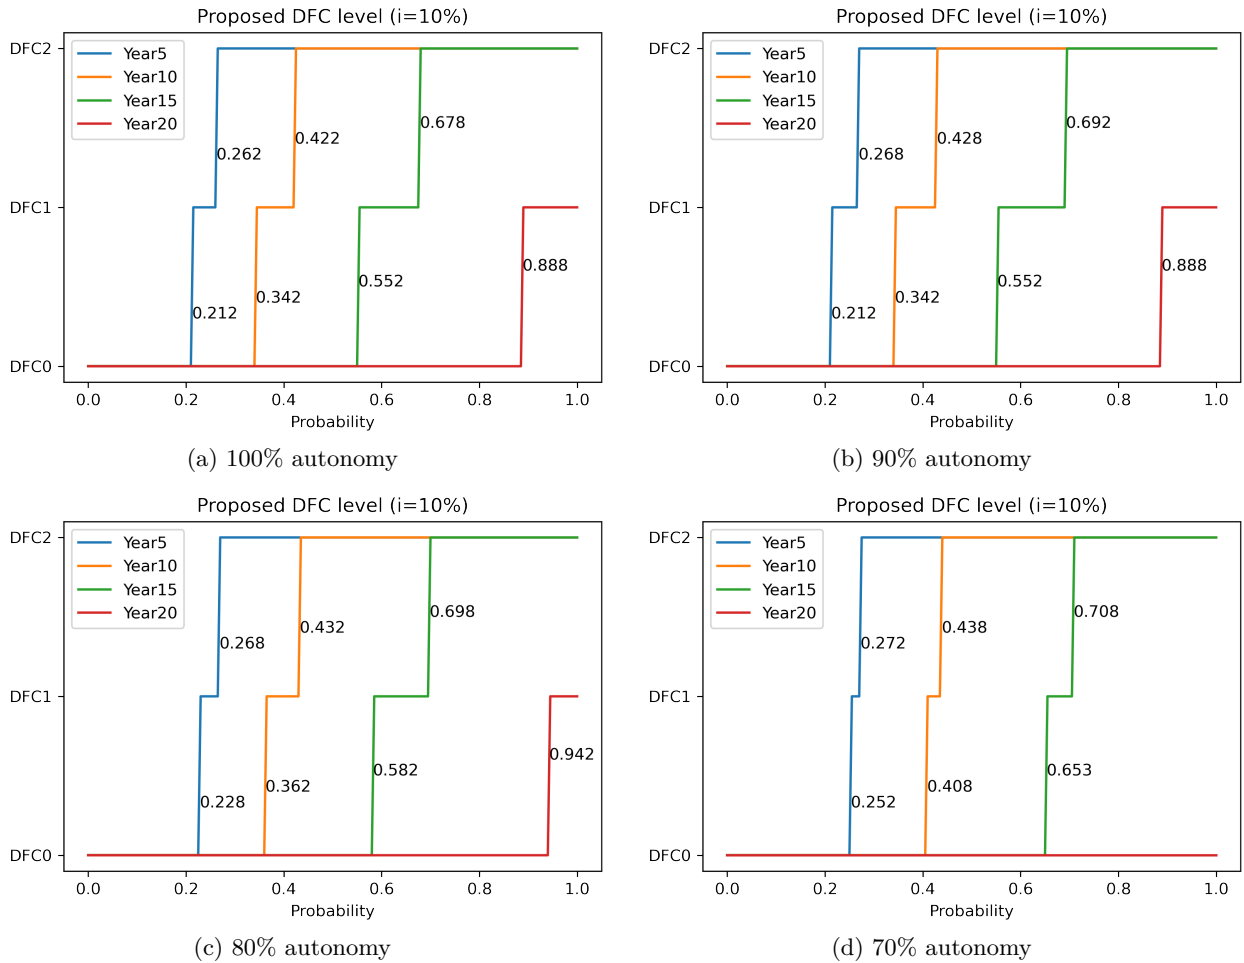 Proposed DFC level (i=10%)
DFC2
DFC1
DFC0
Year5
Year10
Year15
Year20
0.262
0.422
0.678
0.212
0.342
0.552
0.888
0.0 0.2 0.4 0.6 0.8 1.0
Probability
(a) 100% autonomy
Proposed DFC level (i=10%)
DFC2
DFC1
DFC0
Year5
Year10
Year15
Year20
0.268
0.428
0.692
0.212
0.342
0.552
0.888
0.0 0.2 0.4 0.6 0.8 1.0
Probability
(b) 90% autonomy
Proposed DFC level (i=10%)
DFC2
DFC1
DFC0
Year5
Year10
Year15
Year20
0.268
0.432
0.698
0.228
0.362
0.582
0.942
0.0 0.2 0.4 0.6 0.8 1.0
Probability
(c) 80% autonomy
Proposed DFC level (i=10%)
DFC2
DFC1
DFC0
Year5
Year10
Year15
Year20
0.272
0.438
0.708
0.252
0.408
0.653
0.0 0.2 0.4 0.6 0.8 1.0
Probability
(d) 70% autonomy